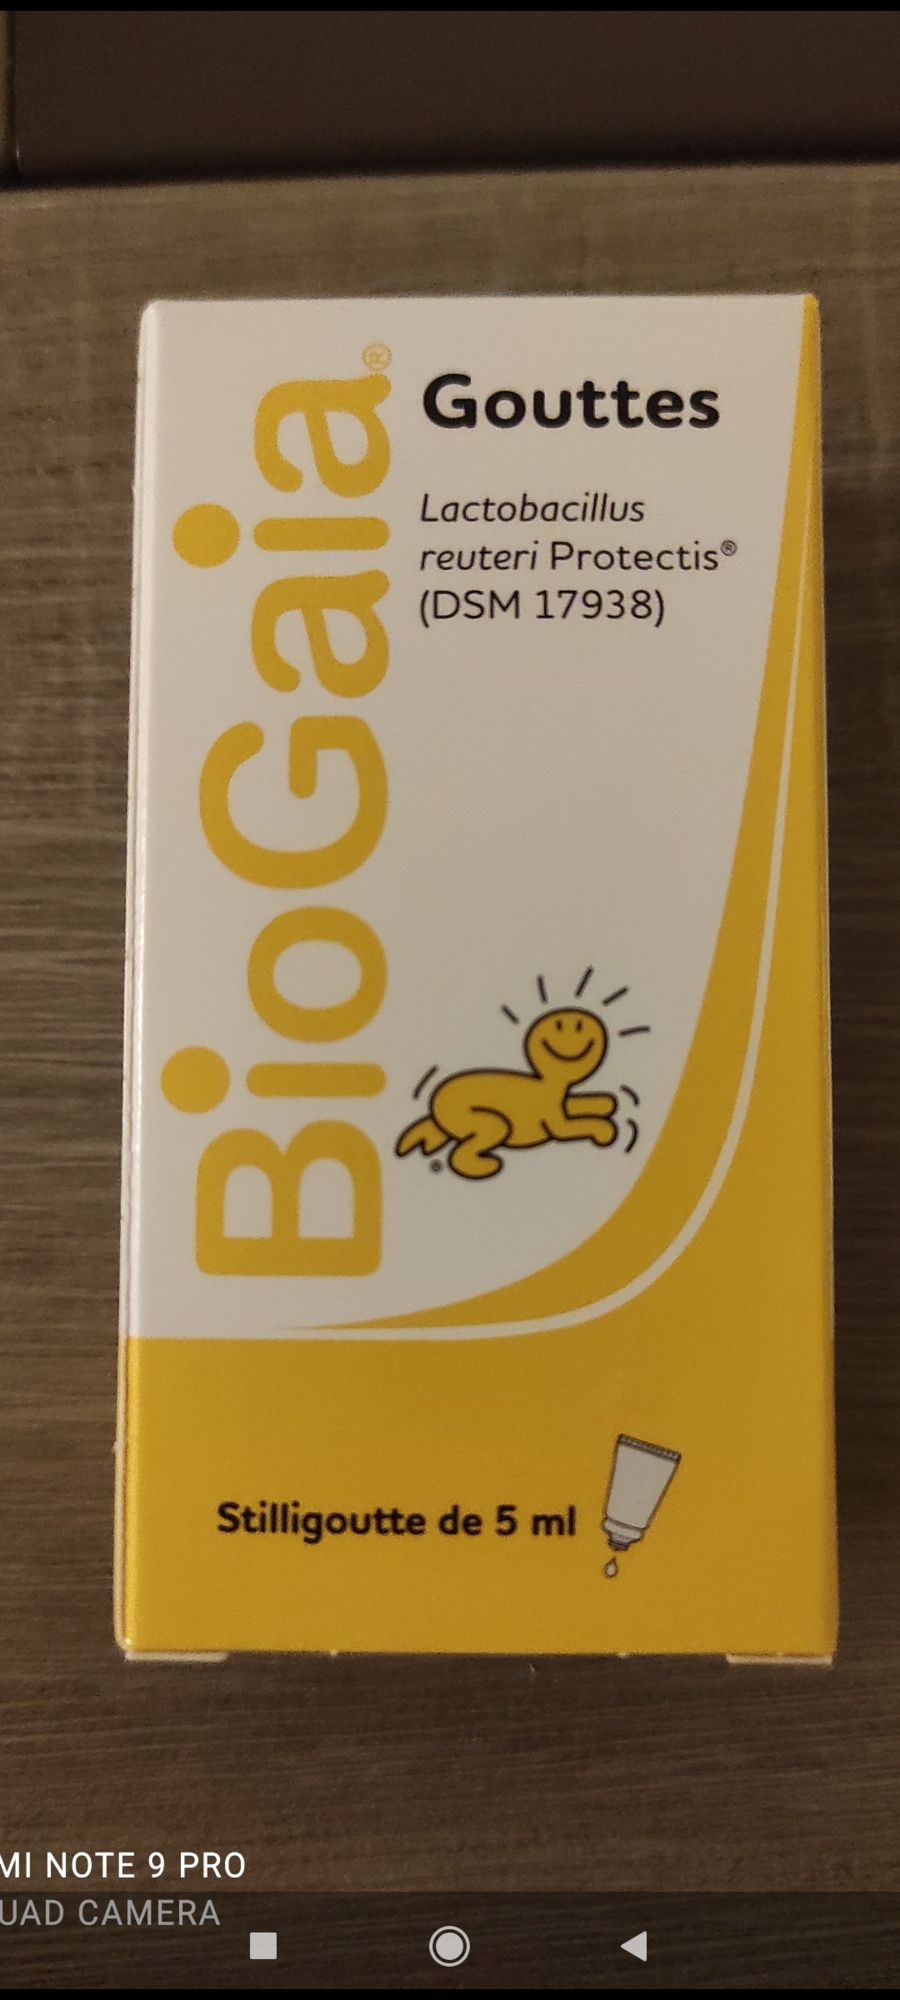 BioGaia®
Gouttes
Lactobacillus
reuteri Protectis®
(DSM 17938)
Stilligoutte de 5 ml
MI NOTE 9 PRO
UAD CAMERA